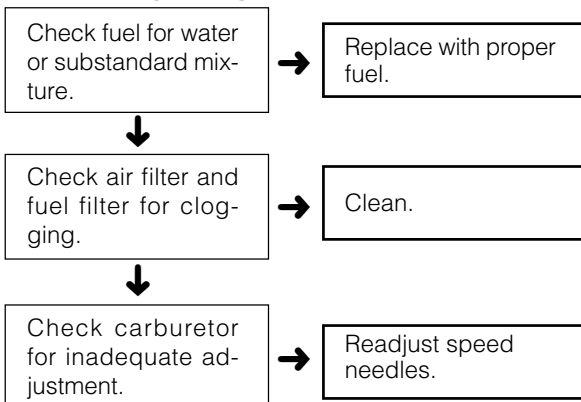 Check fuel for water
or substandard mix-
ture.
Replace with proper
fuel.
Check air filter and
fuel filter for clog-
ging.
Clean.
Check carburetor
for inadequate ad-
justment.
Readjust speed
needles.